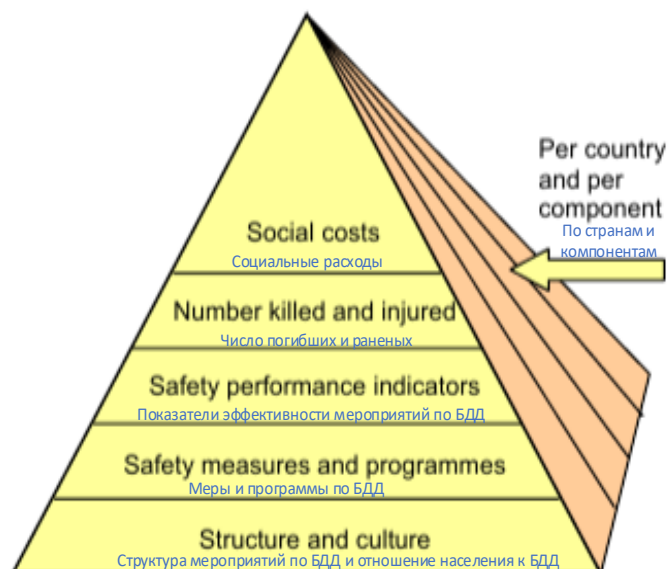 Per country
and per
component
По странам и
компонентам
Social costs
Социальные расходы
Number killed and injured
Число погибших и раненых
Safety performance indicators
Показатели эффективности мероприятий по БДД
Safety measures and programmes
Меры и программы по БДД
Structure and culture
Структура мероприятий по БДД и отношение населения к БДД